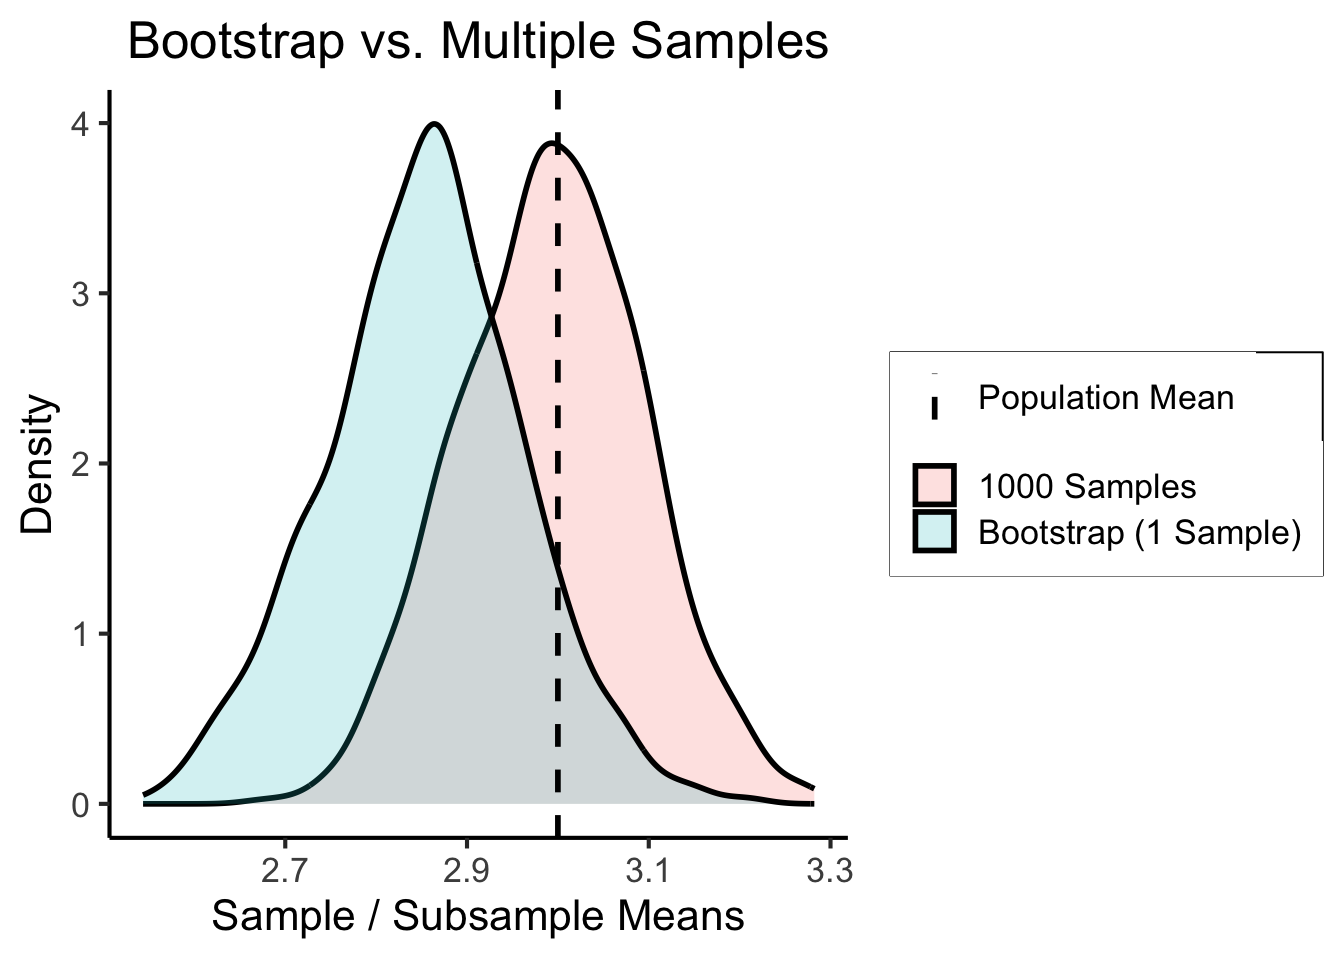 Bootstrap vs. Multiple Samples
4
3
2
1
0
Density
2.7 2.9 3.1 3.3
Sample / Subsample Means
Population Mean
1000 Samples
Bootstrap (1 Sample)